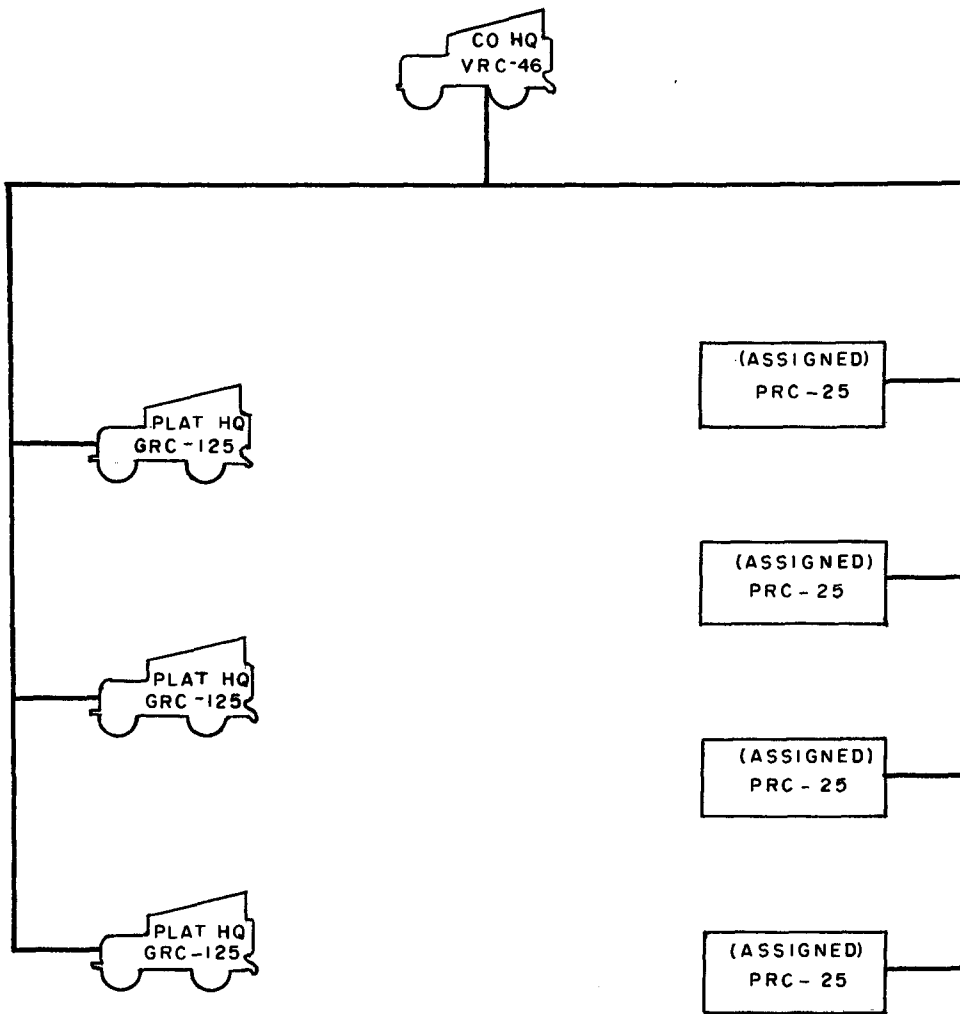 CO HQ
VRC-46
PLAT HQ
GRC-125
PLAT HQ
GRC-125
PLAT HQ
GRC-125
(ASSIGNED)
PRC-25
(ASSIGNED)
PRC-25
(ASSIGNED)
PRC-25
(ASSIGNED)
PRC-25